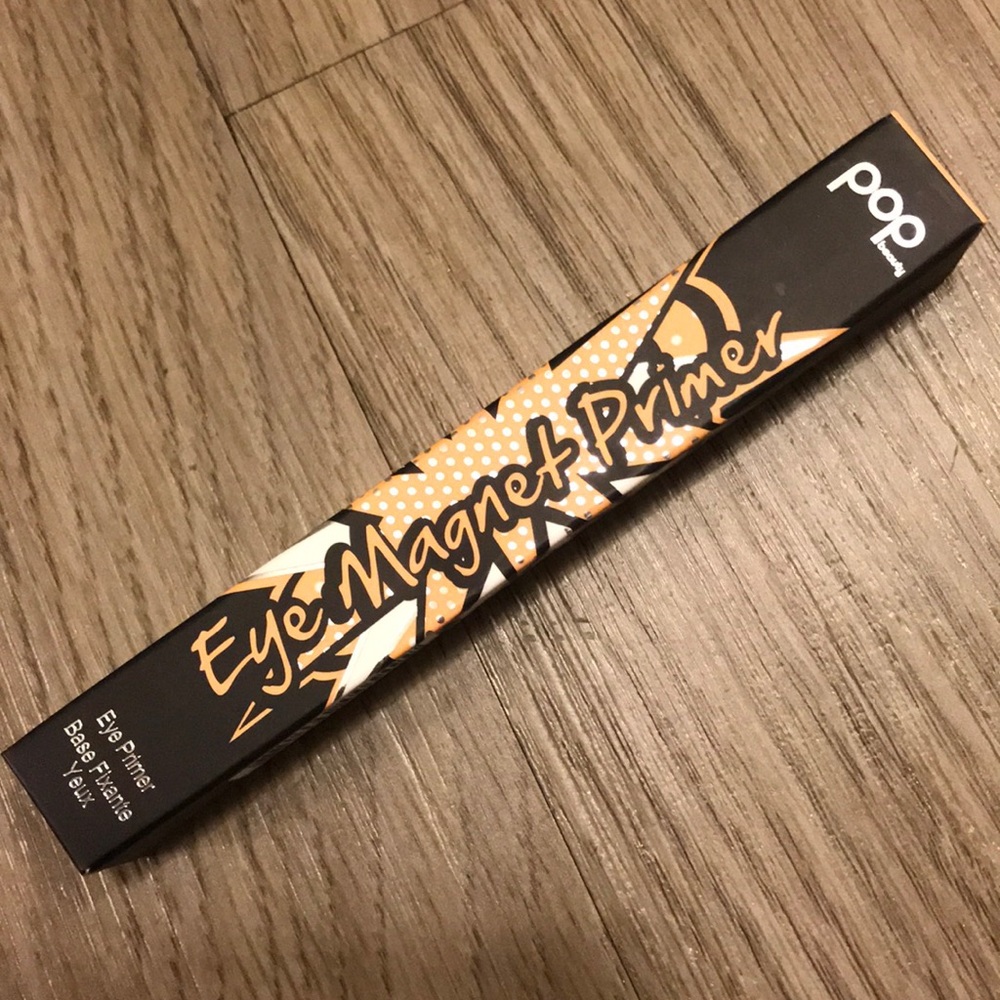 pop
beauty
Eye Magnet Primer
Eye Primer
Base Fixante
Yeux